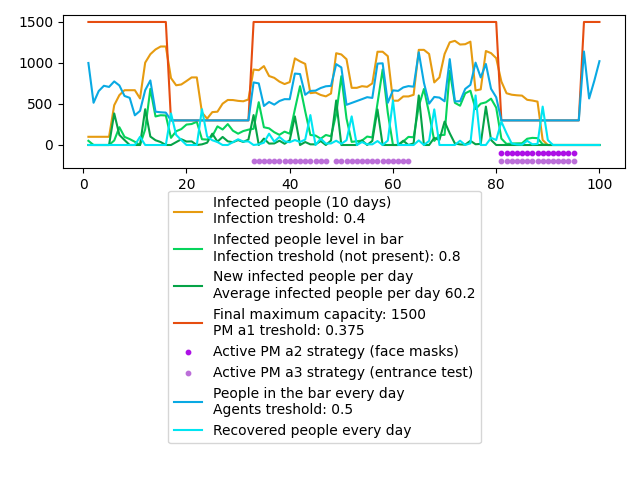 1500
1000
500
0
0 20 40 60 80 100
Infected people (10 days)
Infection treshold: 0.4
Infected people level in bar
Infection treshold (not present): 0.8
New infected people per day
Average infected people per day 60.2
Final maximum capacity: 1500
PM a1 treshold: 0.375
Active PM a2 strategy (face masks)
Active PM a3 strategy (entrance test)
People in the bar every day
Agents treshold: 0.5
Recovered people every day